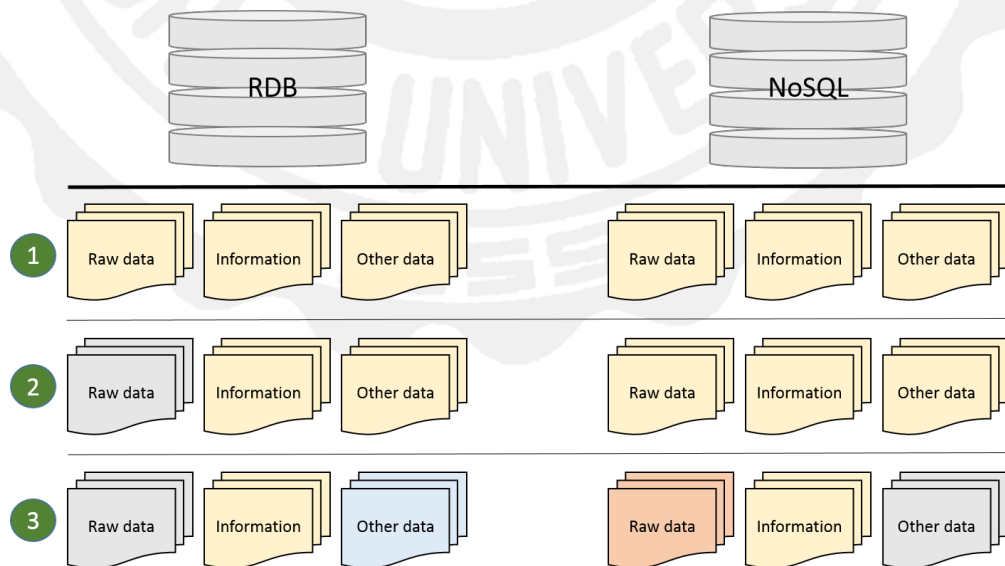 RDB
NoSQL
UNIVE
1
Raw data
Information
Other data
Raw data
Information
Other data
2
Raw data
Information
Other data
Raw data
Information
Other data
3
Raw data
Information
Other data
Raw data
Information
Other data